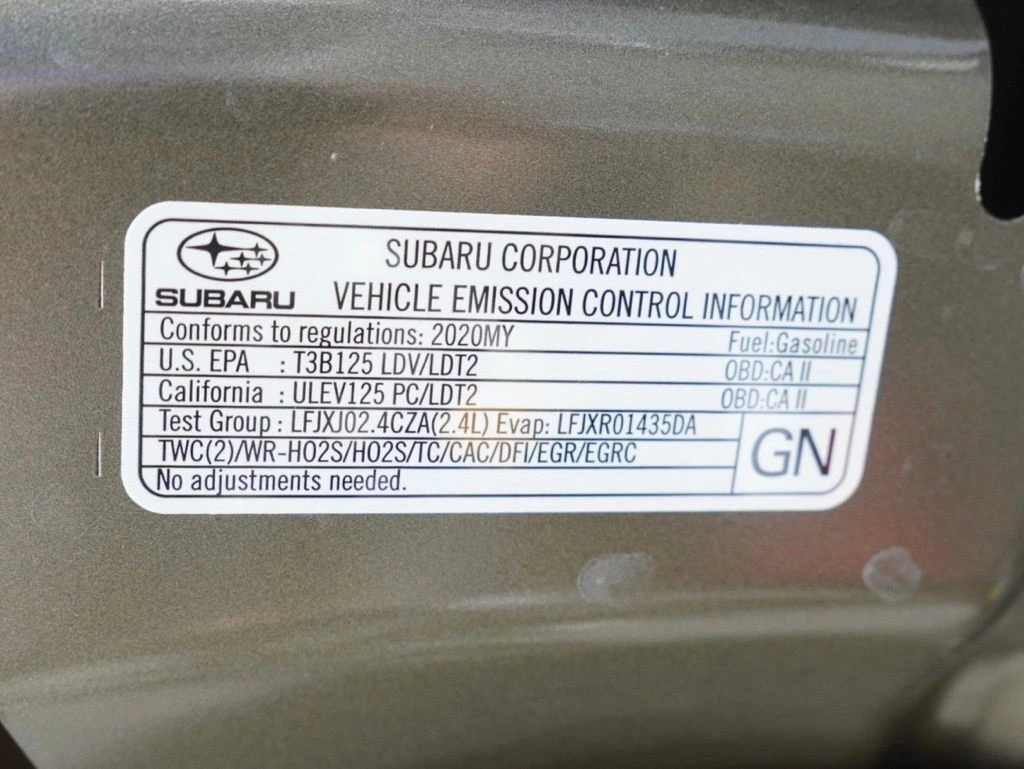 SUBARU CORPORATION
SUBARU VEHICLE EMISSION CONTROL INFORMATION
Conforms to regulations: 2020MY Fuel:Gasoline
U.S. EPA : T3B125 LDV/LDT2 OBD:CA II
California : ULEV125 PC/LDT2 OBD:CA II
Test Group : LFJXJ02.4CZA(2.4L) Evap: LFJXR01435DA
TWC(2)/WR-HO2S/HO2S/TC/CAC/DFI/EGR/EGRC
GN
No adjustments needed.